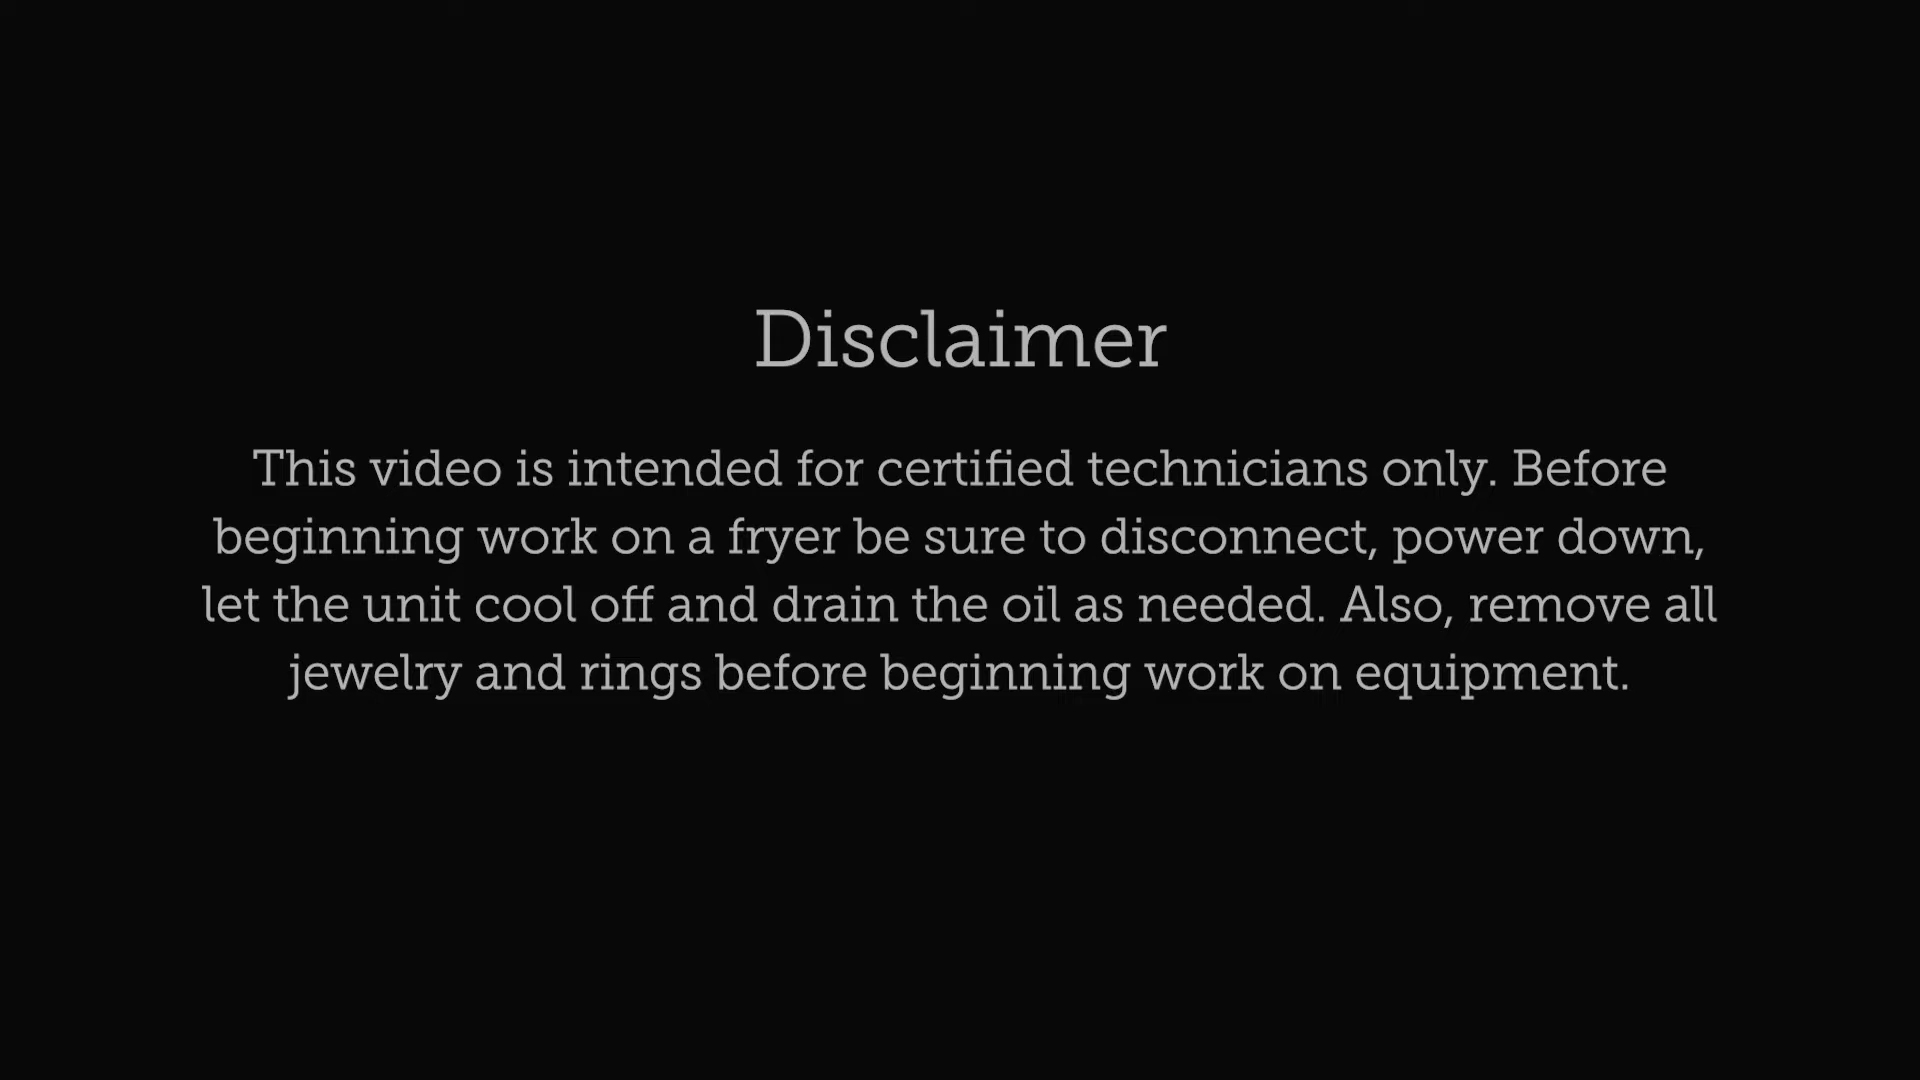 Disclaimer
This video is intended for certified technicians only. Before
beginning work on a fryer be sure to disconnect, power down,
let the unit cool off and drain the oil as needed. Also, remove all
jewelry and rings before beginning work on equipment.